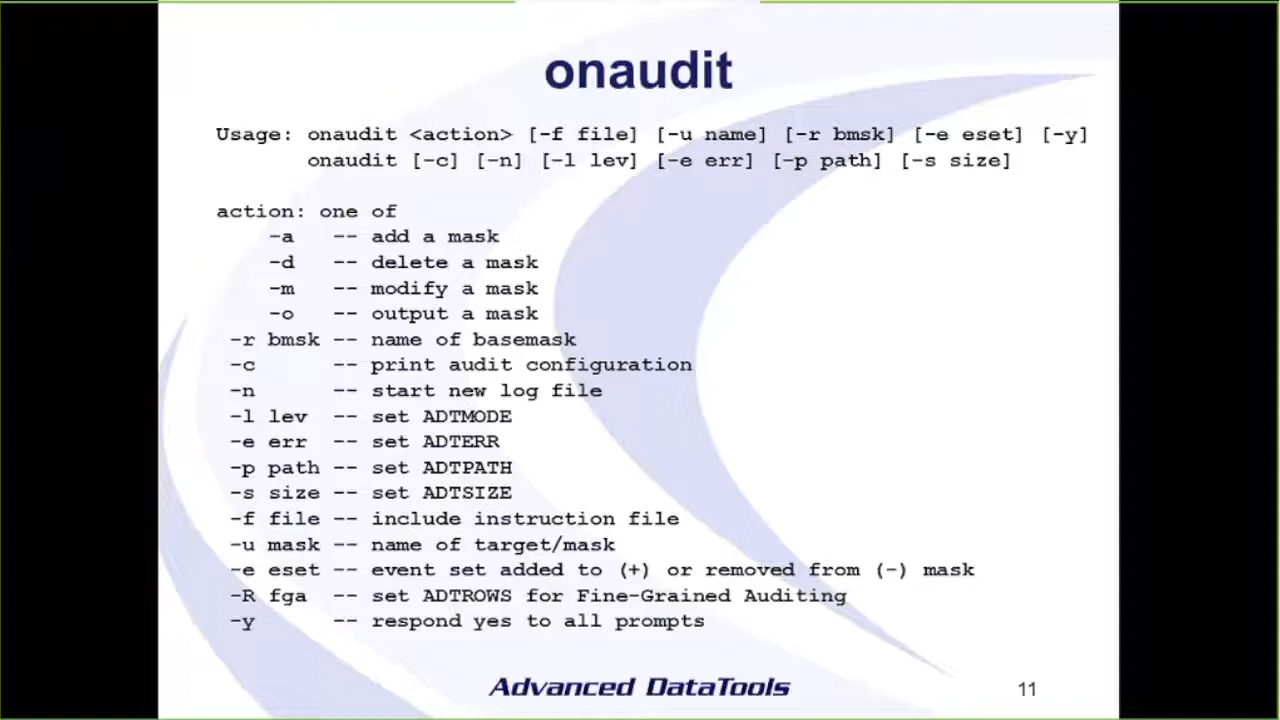 onaudit
Usage: onaudit <action> [-f file] [-u name] [-r bmsk] [-e eset] [-y]
onaudit [-c] [-n] [-l lev] [-e err] [-p path] [-s size]
action: one of
-a -- add a mask
-d -- delete a mask
-m -- modify a mask
-o -- output a mask
-r bmsk -- name of basemask
-c -- print audit configuration
-n -- start new log file
-l lev -- set ADTMODE
-e err -- set ADTERR
-p path -- set ADTPATH
-s size -- set ADTSIZE
-f file -- include instruction file
-u mask -- name of target/mask
-e eset -- event set added to (+) or removed from (-) mask
-R fga -- set ADTROWS for Fine-Grained Auditing
-y -- respond yes to all prompts
Advanced DataTools
11